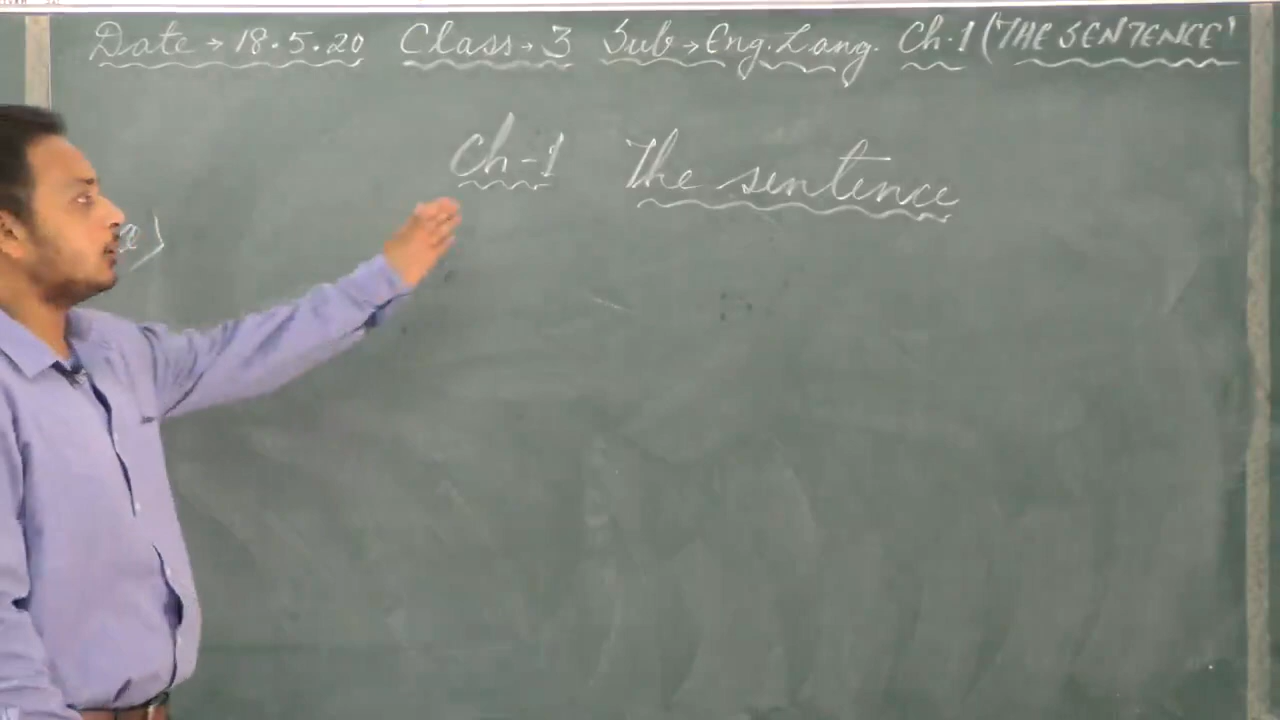 Date → 18.5.20 Class → 3 Sub → Eng. Lang. Ch.1 (THE SENTENCE)
Ch-1 The sentence